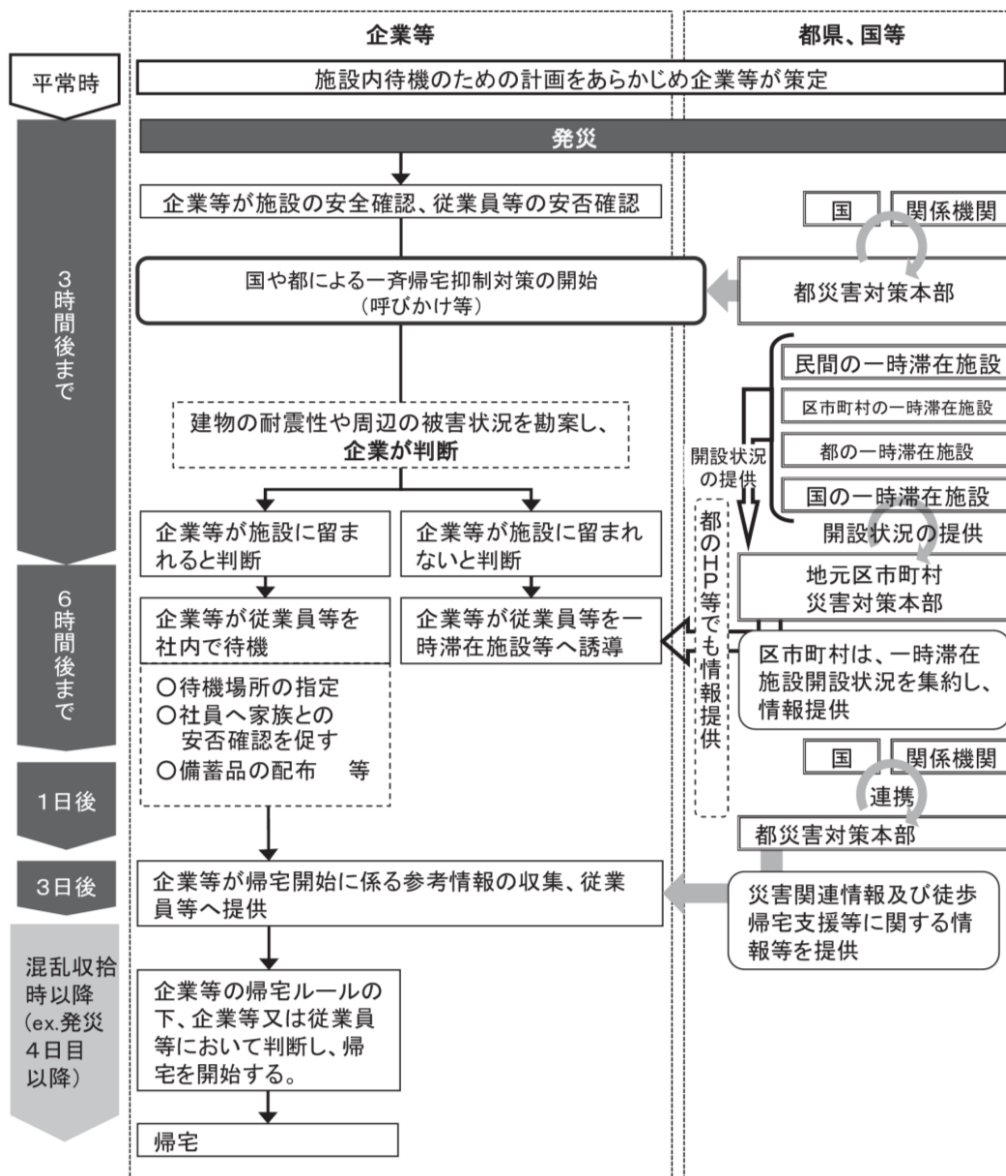 企業等
都県、国等
平常時
施設内待機のための計画をあらかじめ企業等が策定
発災
3時間後まで
企業等が施設の安全確認、従業員等の安否確認
国
関係機関
国や都による一斉帰宅抑制対策の開始
（呼びかけ等）
都災害対策本部
民間の一時滞在施設
区市町村の一時滞在施設
都の一時滞在施設
国の一時滞在施設
建物の耐震性や周辺の被害状況を勘案し、
企業が判断
開設状況
の提供
開設状況の提供
企業等が施設に留ま
れると判断
企業等が施設に留まれ
ないと判断
都のHP等でも情報提供
地元区市町村
災害対策本部
6時間後まで
企業等が従業員等を
社内で待機
企業等が従業員等を一
時滞在施設等へ誘導
区市町村は、一時滞在
施設開設状況を集約し、
情報提供
○待機場所の指定
○社員へ家族との
安否確認を促す
○備蓄品の配布　等
国
関係機関
連携
都災害対策本部
1日後
3日後
企業等が帰宅開始に係る参考情報の収集、従業
員等へ提供
災害関連情報及び徒歩
帰宅支援等に関する情
報等を提供
混乱収拾
時以降
(ex.発災
4日目
以降)
企業等の帰宅ルールの
下、企業等又は従業員
等において判断し、帰
宅を開始する。
帰宅